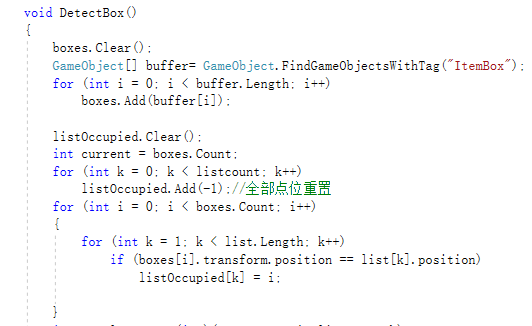 void DetectBox()
{
boxes.Clear();
GameObject[] buffer= GameObject.FindGameObjectsWithTag("ItemBox");
for (int i = 0; i < buffer.Length; i++)
boxes.Add(buffer[i]);
listOccupied.Clear();
int current = boxes.Count;
for (int k = 0; k < listcount; k++)
listOccupied.Add(-1);//全部点位重置
for (int i = 0; i < boxes.Count; i++)
{
for (int k = 1; k < list.Length; k++)
if (boxes[i].transform.position == list[k].position)
listOccupied[k] = i;
}